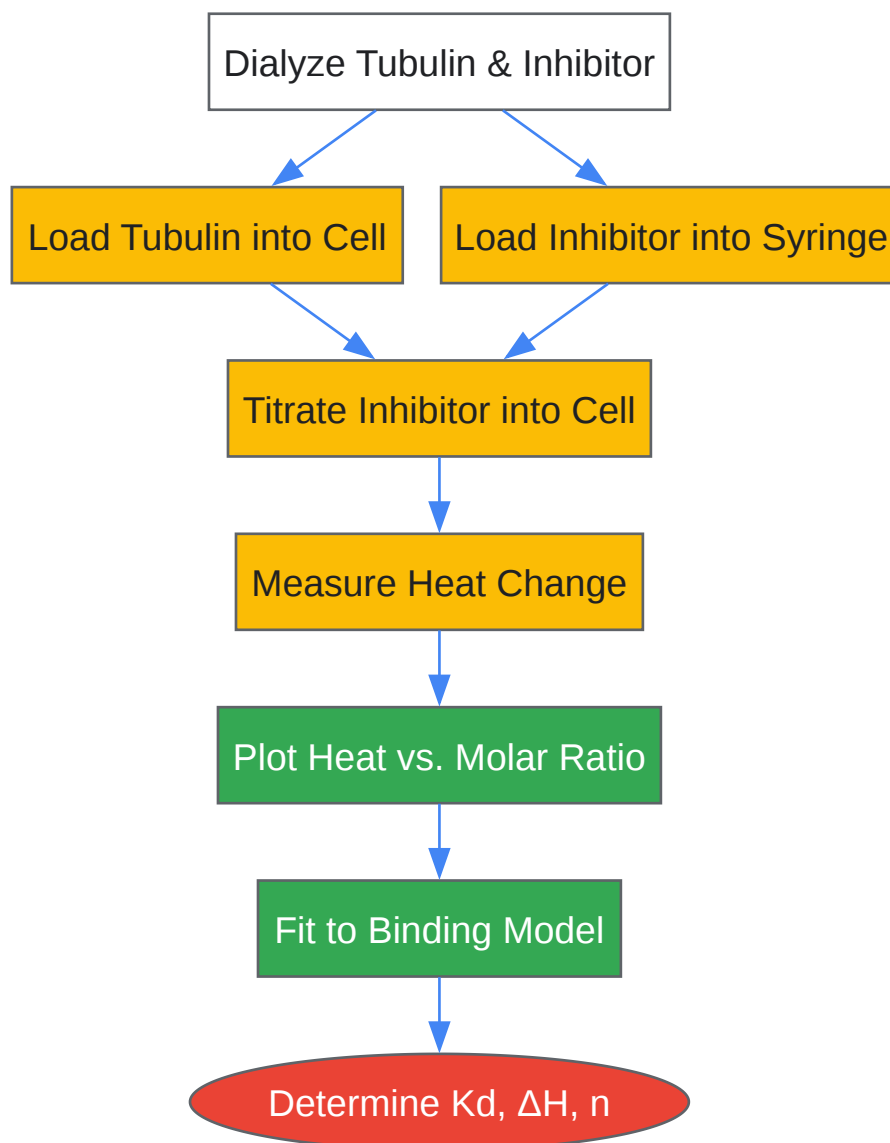 Dialyze Tubulin & Inhibitor
Load Tubulin into Cell
Load Inhibitor into Syringe
Titrate Inhibitor into Cell
Measure Heat Change
Plot Heat vs. Molar Ratio
Fit to Binding Model
Determine Kd, ΔH, n